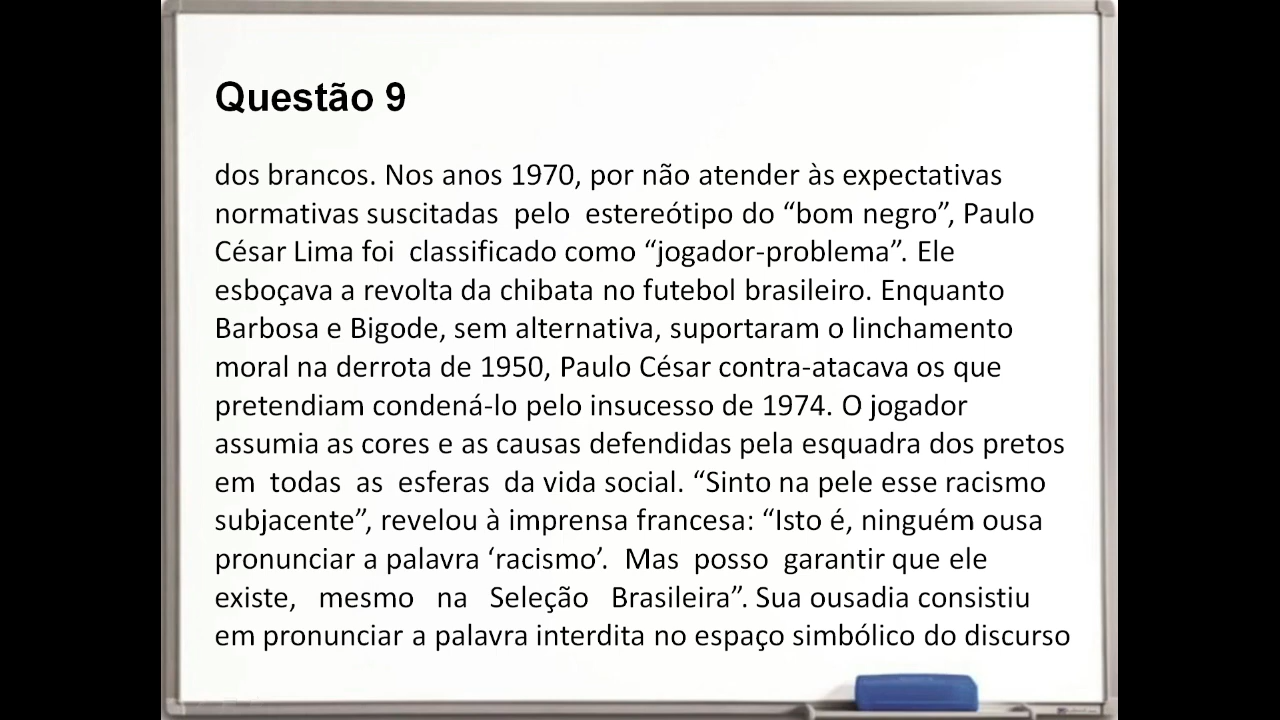 Questão 9
dos brancos. Nos anos 1970, por não atender às expectativas
normativas suscitadas pelo estereótipo do “bom negro”, Paulo
César Lima foi classificado como “jogador-problema”. Ele
esboçava a revolta da chibata no futebol brasileiro. Enquanto
Barbosa e Bigode, sem alternativa, suportaram o linchamento
moral na derrota de 1950, Paulo César contra-atacava os que
pretendiam condená-lo pelo insucesso de 1974. O jogador
assumia as cores e as causas defendidas pela esquadra dos pretos
em todas as esferas da vida social. “Sinto na pele esse racismo
subjacente”, revelou à imprensa francesa: “Isto é, ninguém ousa
pronunciar a palavra ‘racismo’. Mas posso garantir que ele
existe, mesmo na Seleção Brasileira”. Sua ousadia consistiu
em pronunciar a palavra interdita no espaço simbólico do discurso